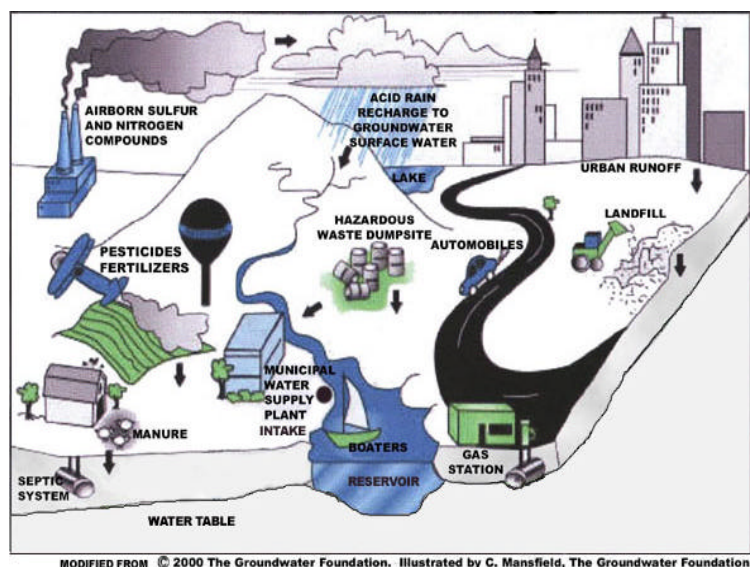 AIRBORN SULFUR
AND NITROGEN
COMPOUNDS
ACID RAIN
RECHARGE TO
GROUNDWATER
SURFACE WATER
LAKE
URBAN RUNOFF
PESTICIDES
FERTILIZERS
HAZARDOUS
WASTE DUMPSITE
AUTOMOBILES
LANDFILL
MUNICIPAL
WATER
SUPPLY
PLANT
INTAKE
MANURE
BOATERS
GAS
STATION
SEPTIC
SYSTEM
RESERVOIR
WATER TABLE
MODIFIED FROM © 2000 The Groundwater Foundation. Illustrated by C. Mansfield, The Groundwater Foundation